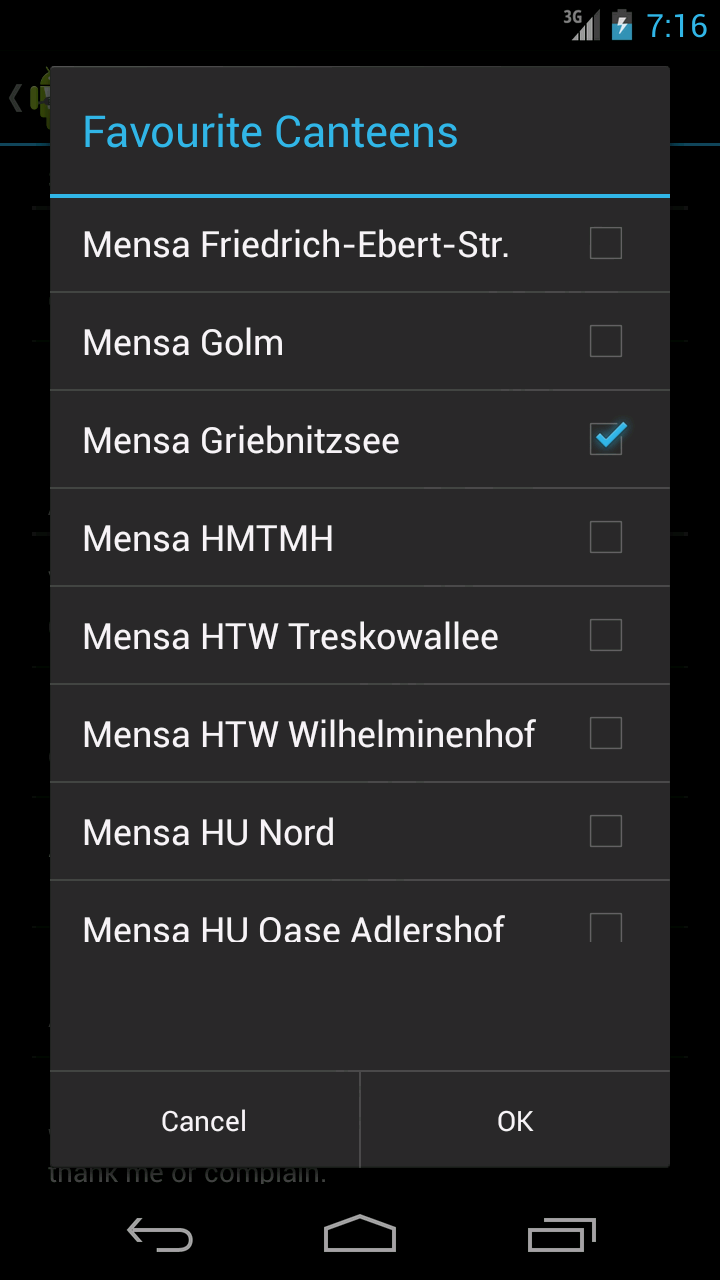 3G 7:16
Favourite Canteens
Mensa Friedrich-Ebert-Str.
Mensa Golm
Mensa Griebnitzsee
Mensa HMTMH
Mensa HTW Treskowallee
Mensa HTW Wilhelminenhof
Mensa HU Nord
Mensa HU Oase Adlershof
Cancel OK
thank me or complain.